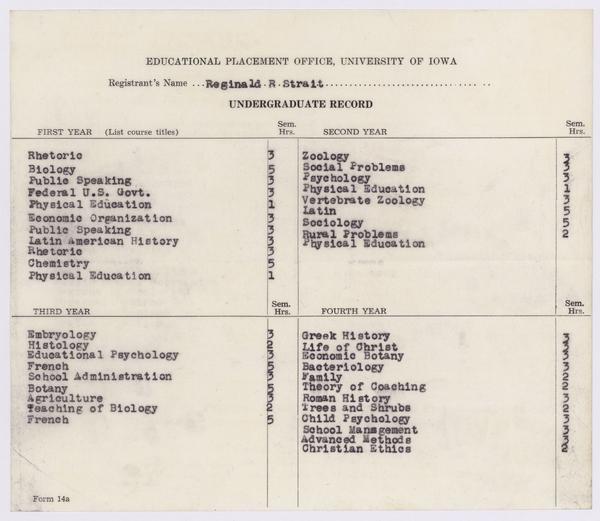 EDUCATIONAL PLACEMENT OFFICE, UNIVERSITY OF IOWA
Registrant's Name ...Reginald R Strait
UNDERGRADUATE RECORD
FIRST YEAR (List course titles) Sem. Hrs.
Rhetoric 3
Biology 5
Public Speaking 3
Federal U.S. Govt. 3
Physical Education 1
Economic Organization 3
Public Speaking 3
Latin American History 3
Rhetoric 3
Chemistry 5
Physical Education 1
SECOND YEAR Sem. Hrs.
Zoology 3
Social Problems 3
Psychology 3
Physical Education 1
Vertebrate Zoology 3
Latin 5
Sociology 5
Rural Problems 2
Physical Education
THIRD YEAR Sem. Hrs.
Embryology 3
Histology 2
Educational Psychology 3
French 5
School Administration 3
Botany 5
Agriculture 3
Teaching of Biology 2
French 5
FOURTH YEAR Sem. Hrs.
Greek History 3
Life of Christ 3
Economic Botany 3
Bacteriology 3
Family 2
Theory of Coaching 2
Roman History 3
Trees and Shrubs 2
Child Psychology 3
School Management 3
Advanced Methods 3
Christian Ethics 2
Form 14a